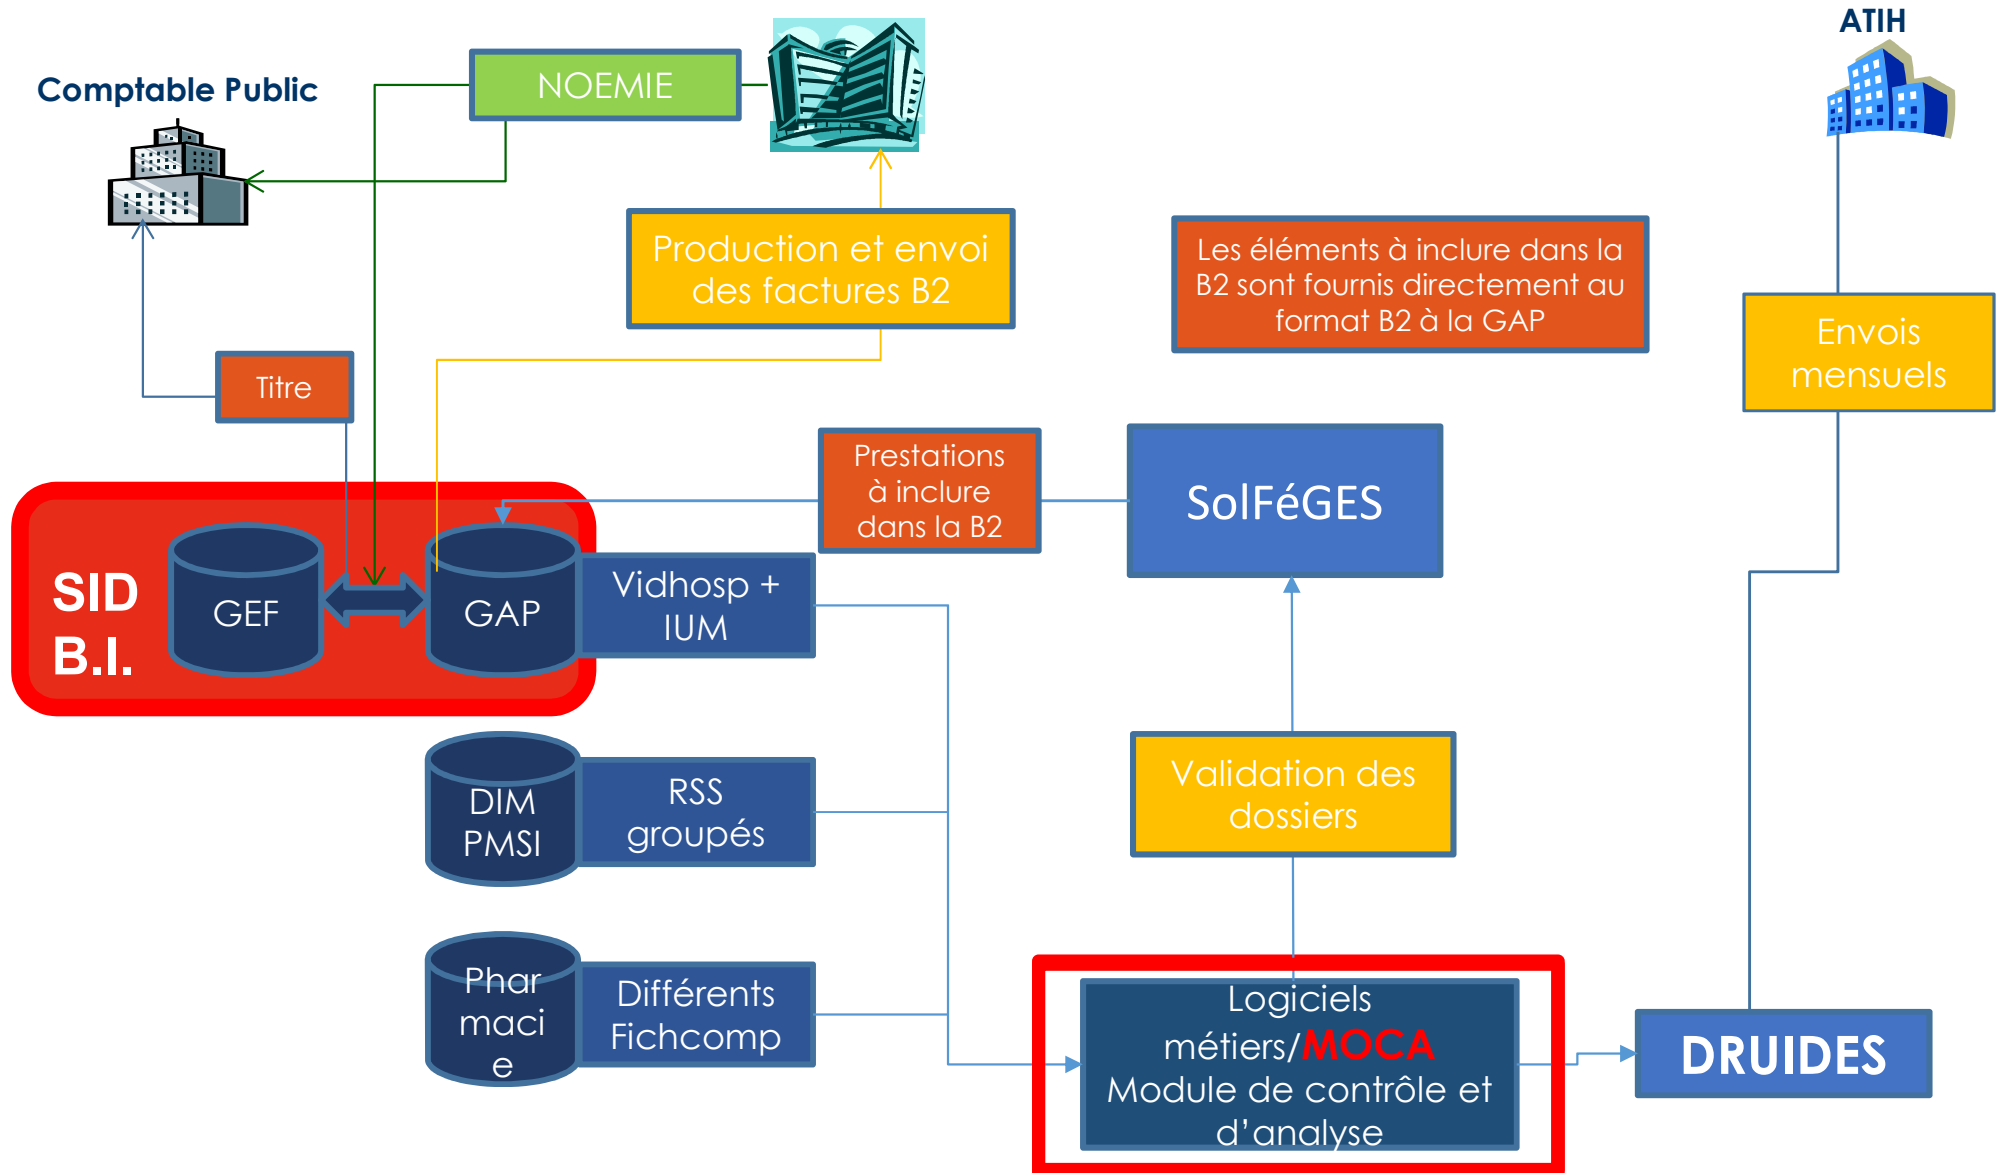 ATIH
NOEMIE
Comptable Public
Production et envoi
des factures B2
Les éléments à inclure dans la
B2 sont fournis directement au
format B2 à la GAP
Envois
mensuels
Titre
Prestations
à inclure
dans la B2
SolFéGES
SID
B.I.
GEF
GAP
Vidhosp +
IUM
DIM
PMSI
RSS
groupés
Validation des
dossiers
Phar
maci
e
Différents
Fichcomp
Logiciels
métiers/MOCA
Module de contrôle et
d’analyse
DRUIDES